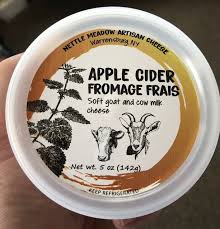 NETTLE MEADOW ARTISAN CHEESE
Warrensburg, NY
APPLE CIDER
FROMAGE FRAIS
Soft goat and cow milk
cheese
Net wt. 5 oz (142g)
KEEP REFRIGERATED